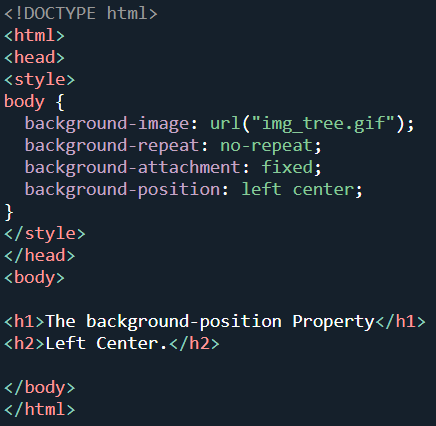 <!DOCTYPE html>
<html>
<head>
<style>
body {
  background-image: url("img_tree.gif");
  background-repeat: no-repeat;
  background-attachment: fixed;
  background-position: left center;
}
</style>
</head>
<body>

<h1>The background-position Property</h1>
<h2>Left Center.</h2>

</body>
</html>